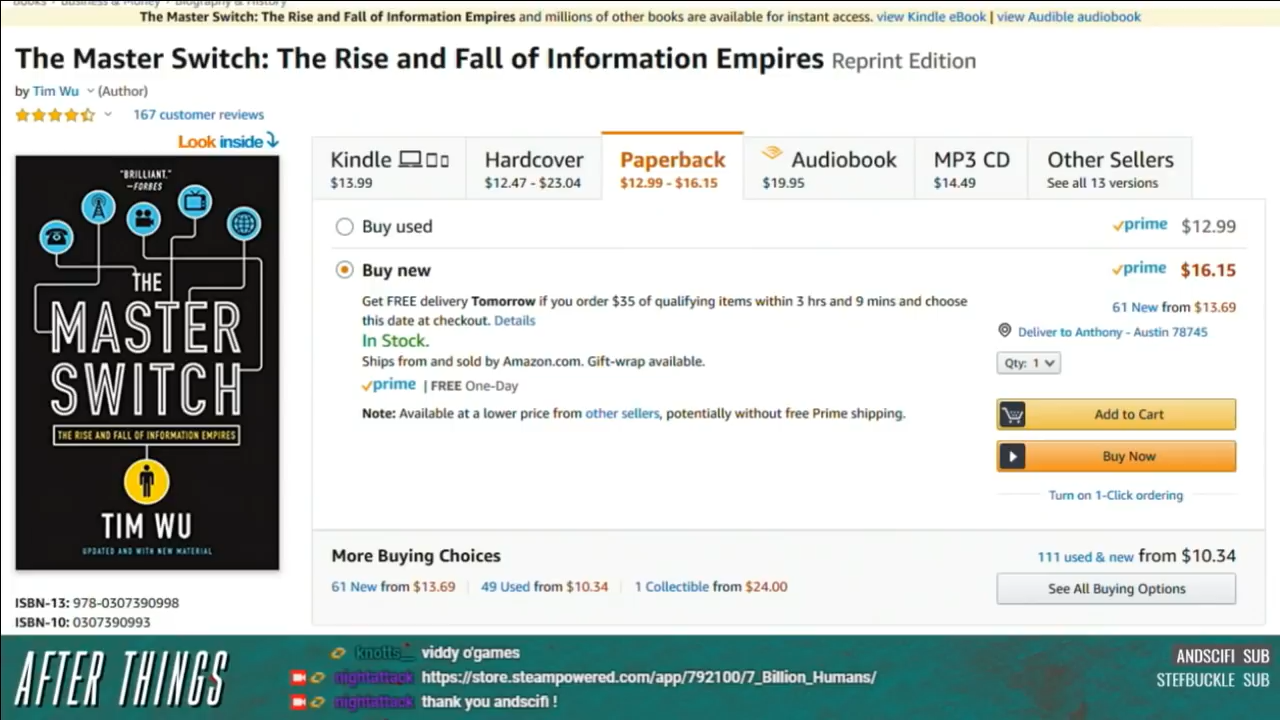 The Master Switch: The Rise and Fall of Information Empires and millions of other books are available for instant access. view Kindle eBook | view Audible audiobook
The Master Switch: The Rise and Fall of Information Empires Reprint Edition
by Tim Wu (Author)
167 customer reviews
Look inside
"BRILLIANT."
—FORBES
THE
MASTER
SWITCH
THE RISE AND FALL OF INFORMATION EMPIRES
TIM WU
UPDATED AND WITH NEW MATERIAL
ISBN-13: 978-0307390998
ISBN-10: 0307390993
Kindle
$13.99
Hardcover
$12.47 - $23.04
Paperback
$12.99 - $16.15
Audiobook
$19.95
MP3 CD
$14.49
Other Sellers
See all 13 versions
Buy used
prime $12.99
Buy new
prime $16.15
Get FREE delivery Tomorrow if you order $35 of qualifying items within 3 hrs and 9 mins and choose
this date at checkout. Details
In Stock.
Ships from and sold by Amazon.com. Gift-wrap available.
prime | FREE One-Day
Note: Available at a lower price from other sellers, potentially without free Prime shipping.
61 New from $13.69
Deliver to Anthony - Austin 78745
Qty: 1
Add to Cart
Buy Now
Turn on 1-Click ordering
More Buying Choices
61 New from $13.69 | 49 Used from $10.34 | 1 Collectible from $24.00
111 used & new from $10.34
See All Buying Options
AFTER THINGS
knotts_ viddy o'games
nightattack https://store.steampowered.com/app/792100/7_Billion_Humans/
nightattack thank you andscifi !
ANDSCIFI SUB
STEFBUCKLE SUB